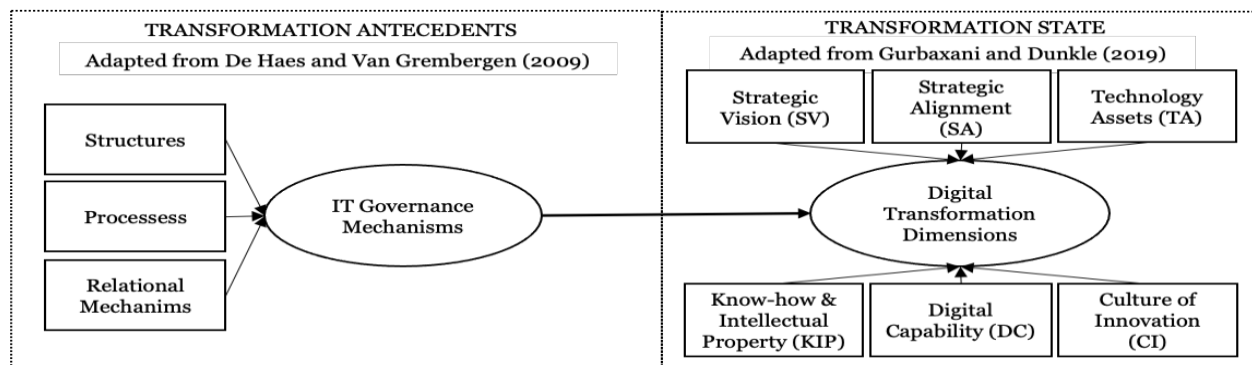 TRANSFORMATION ANTECEDENTS
Adapted from De Haes and Van Grembergen (2009)
Structures
Processess
Relational
Mechanims
IT Governance
Mechanisms
TRANSFORMATION STATE
Adapted from Gurbaxani and Dunkle (2019)
Strategic
Vision (SV)
Strategic
Alignment
(SA)
Technology
Assets (TA)
Digital
Transformation
Dimensions
Know-how &
Intellectual
Property (KIP)
Digital
Capability (DC)
Culture of
Innovation
(CI)